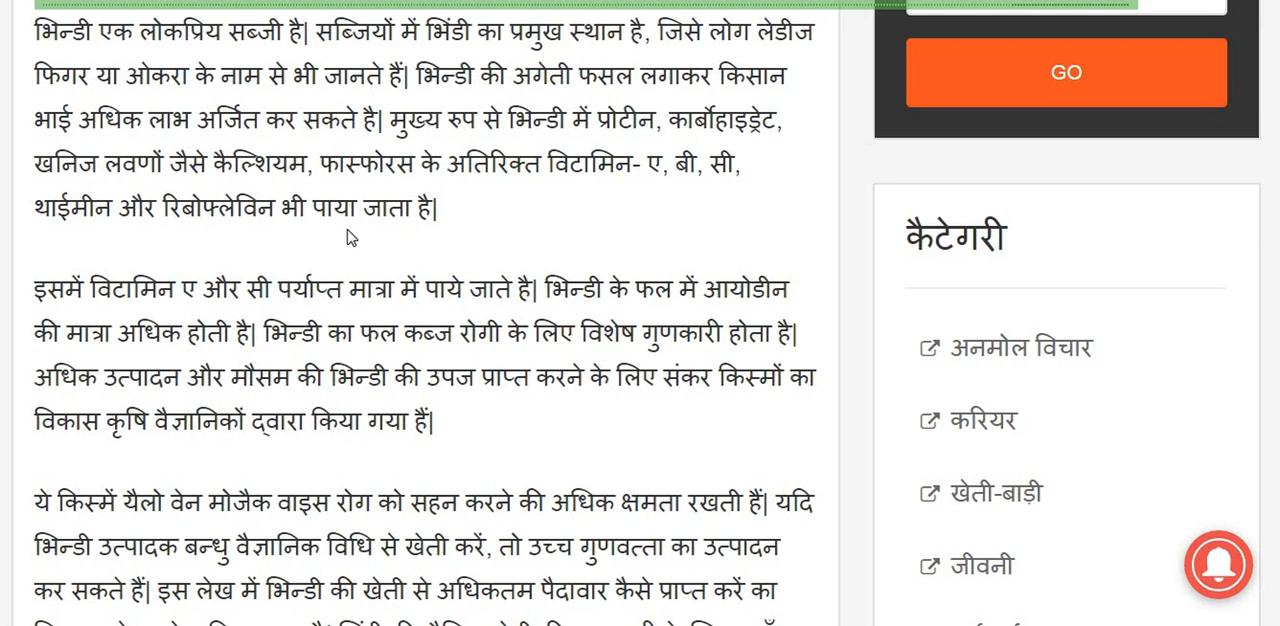 भिन्डी एक लोकप्रिय सब्जी है| सब्जियों में भिंडी का प्रमुख स्थान है, जिसे लोग लेडीज
फिगर या ओकरा के नाम से भी जानते हैं| भिन्डी की अगेती फसल लगाकर किसान
भाई अधिक लाभ अर्जित कर सकते है| मुख्य रुप से भिन्डी में प्रोटीन, कार्बोहाइड्रेट,
खनिज लवणों जैसे कैल्शियम, फास्फोरस के अतिरिक्त विटामिन- ए, बी, सी,
थाईमीन और रिबोफ्लेविन भी पाया जाता है|
इसमें विटामिन ए और सी पर्याप्त मात्रा में पाये जाते है| भिन्डी के फल में आयोडीन
की मात्रा अधिक होती है| भिन्डी का फल कब्ज रोगी के लिए विशेष गुणकारी होता है|
अधिक उत्पादन और मौसम की भिन्डी की उपज प्राप्त करने के लिए संकर किस्मों का
विकास कृषि वैज्ञानिकों द्वारा किया गया हैं|
ये किस्में यैलो वेन मोजैक वाइस रोग को सहन करने की अधिक क्षमता रखती हैं| यदि
भिन्डी उत्पादक बन्धु वैज्ञानिक विधि से खेती करें, तो उच्च गुणवत्ता का उत्पादन
कर सकते हैं| इस लेख में भिन्डी की खेती से अधिकतम पैदावार कैसे प्राप्त करें का
GO
कैटेगरी
अनमोल विचार
करियर
खेती-बाड़ी
जीवनी